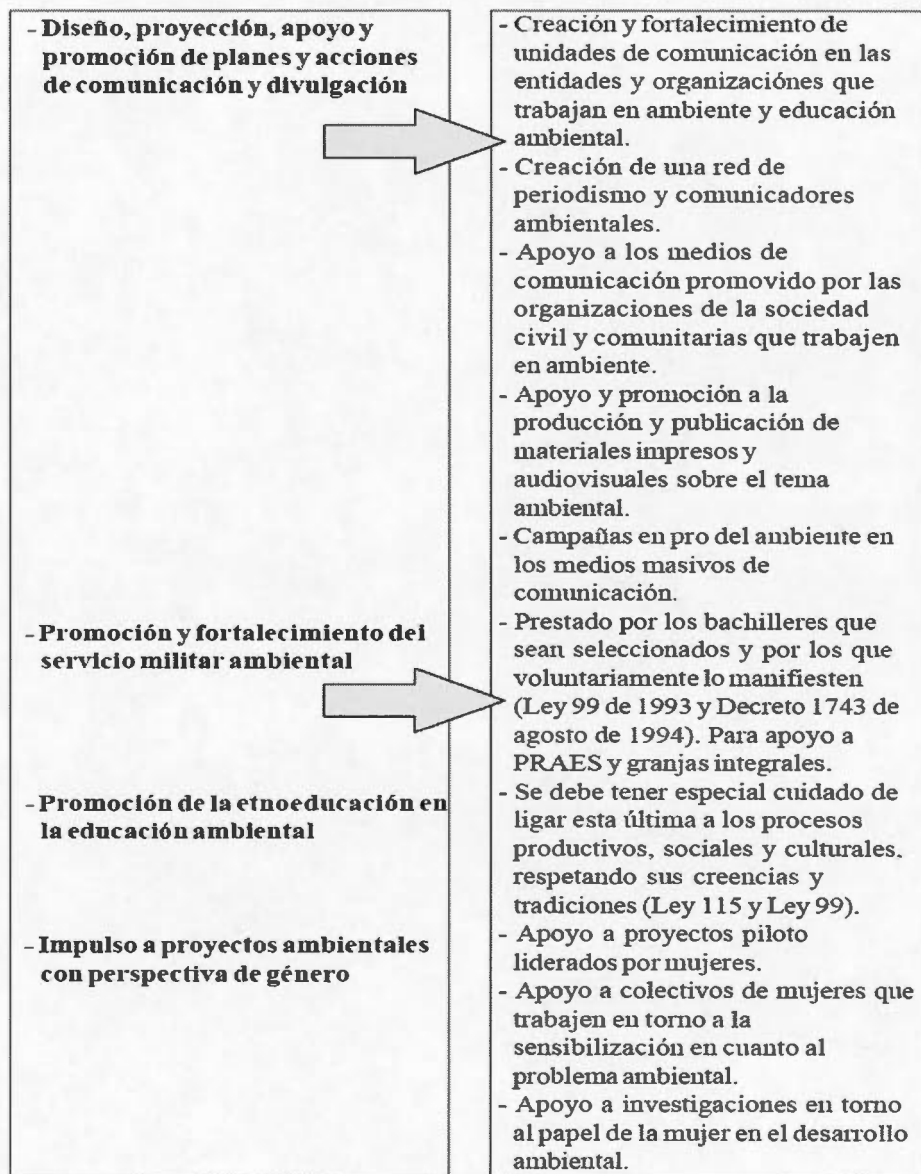 - Diseño, proyección, apoyo y
promoción de planes y acciones
de comunicación y divulgación
- Promoción y fortalecimiento del
servicio militar ambiental
- Promoción de la etnoeducación en
la educación ambiental
- Impulso a proyectos ambientales
con perspectiva de género
- Creación y fortalecimiento de
unidades de comunicación en las
entidades y organizaciónes que
trabajan en ambiente y educación
ambiental.
- Creación de una red de
periodismo y comunicadores
ambientales.
- Apoyo a los medios de
comunicación promovido por las
organizaciones de la sociedad
civil y comunitarias que trabajen
en ambiente.
- Apoyo y promoción a la
producción y publicación de
materiales impresos y
audiovisuales sobre el tema
ambiental.
- Campañas en pro del ambiente en
los medios masivos de
comunicación.
- Prestado por los bachilleres que
sean seleccionados y por los que
voluntariamente lo manifiesten
(Ley 99 de 1993 y Decreto 1743 de
agosto de 1994). Para apoyo a
PRAES y granjas integrales.
- Se debe tener especial cuidado de
ligar esta última a los procesos
productivos, sociales y culturales,
respetando sus creencias y
tradiciones (Ley 115 y Ley 99).
- Apoyo a proyectos piloto
liderados por mujeres.
- Apoyo a colectivos de mujeres que
trabajen en torno a la
sensibilización en cuanto al
problema ambiental.
- Apoyo a investigaciones en torno
al papel de la mujer en el desarrollo
ambiental.